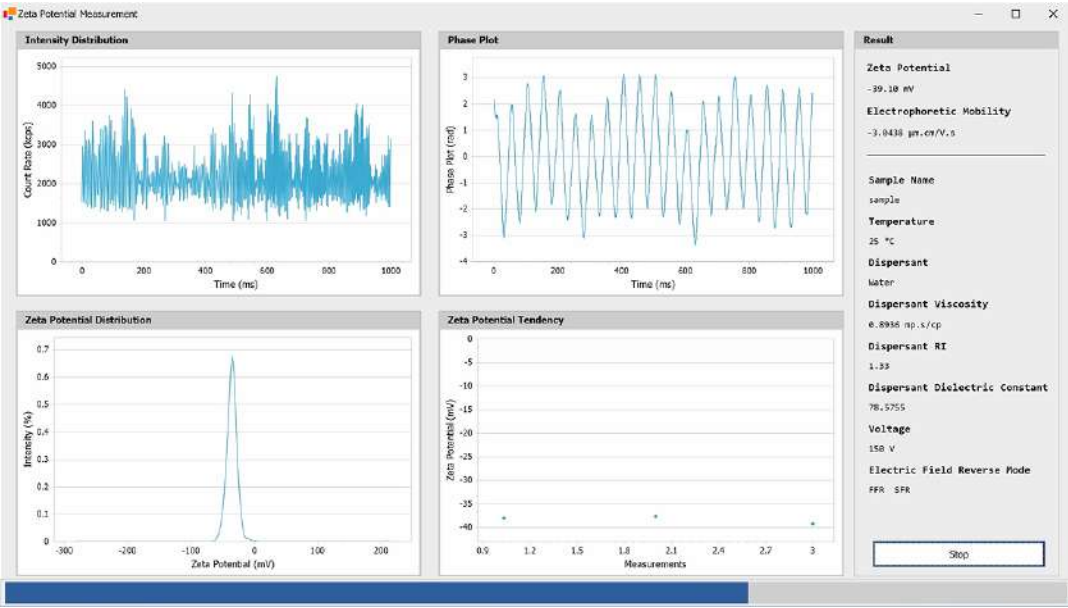 Zeta Potential Measurement
Intensity Distribution
5000
4000
3000
2000
1000
0
Count Rate (kcps)
0 200 400 600 800 1000
Time (ms)
Phase Plot
3
2
1
0
-1
-2
-3
-4
Phase Plot (rad)
0 200 400 600 800 1000
Time (ms)
Zeta Potential Distribution
0.7
0.6
0.5
0.4
0.3
0.2
0.1
0
Intensity (%)
-300 -200 -100 0 100 200
Zeta Potential (mV)
Zeta Potential Tendency
0
-5
-10
-15
-20
-25
-30
-35
-40
Zeta Potential (mV)
0.9 1.2 1.5 1.8 2.1 2.4 2.7 3
Measurements
Result
Zeta Potential
-39.10 mV
Electrophoretic Mobility
-3.0438 μm.cm/V.s
Sample Name
sample
Temperature
25 °C
Dispersant
Water
Dispersant Viscosity
0.8936 mp.s/cp
Dispersant RI
1.33
Dispersant Dielectric Constant
78.5755
Voltage
150 V
Electric Field Reverse Mode
FFR SFR
Stop